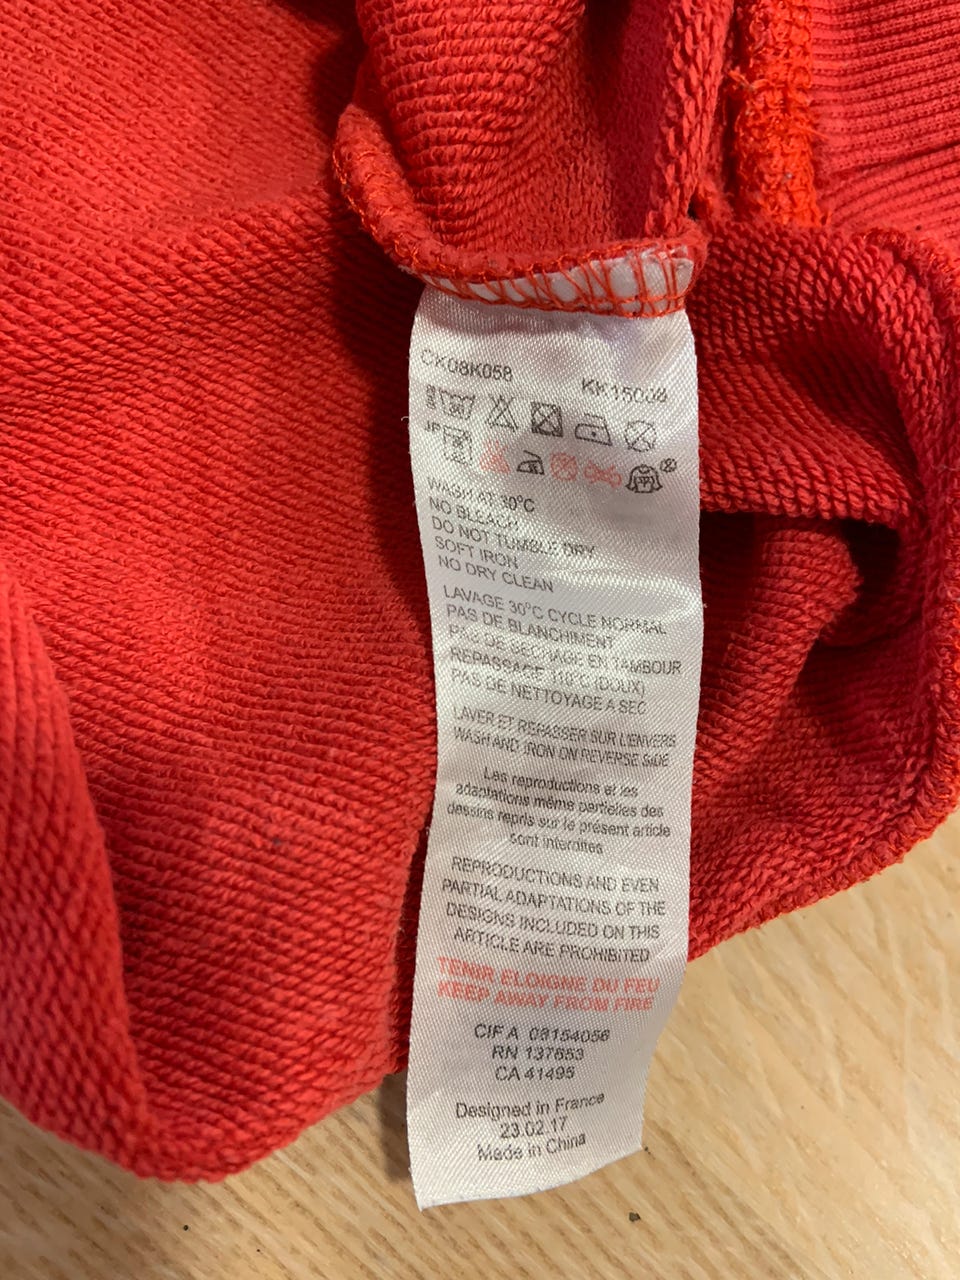 CK08K058
JP
WASH AT 30°C
NO BLEACH
DO NOT TUMBLE DRY
SOFT IRON
NO DRY CLEAN
LAVAGE 30°C CYCLE NORMAL
PAS DE BLANCHIMENT
PAS DE SECHAGE EN TAMBOUR
REPASSAGE 110°C (DOUX)
PAS DE NETTOYAGE A SEC
LAVER ET REPASSER SUR L'ENVERS
WASH AND IRON ON REVERSE SIDE
Les reproductions et les
adaptations même partielles des
dessins repris sur le présent article
sont interdites
REPRODUCTIONS AND EVEN
PARTIAL ADAPTATIONS OF THE
DESIGNS INCLUDED ON THIS
ARTICLE ARE PROHIBITED
TENIR ELOIGNE DU FEU
KEEP AWAY FROM FIRE
CIF A 08154056
RN 137653
CA 41495
Designed in France
23.02.17
Made in China